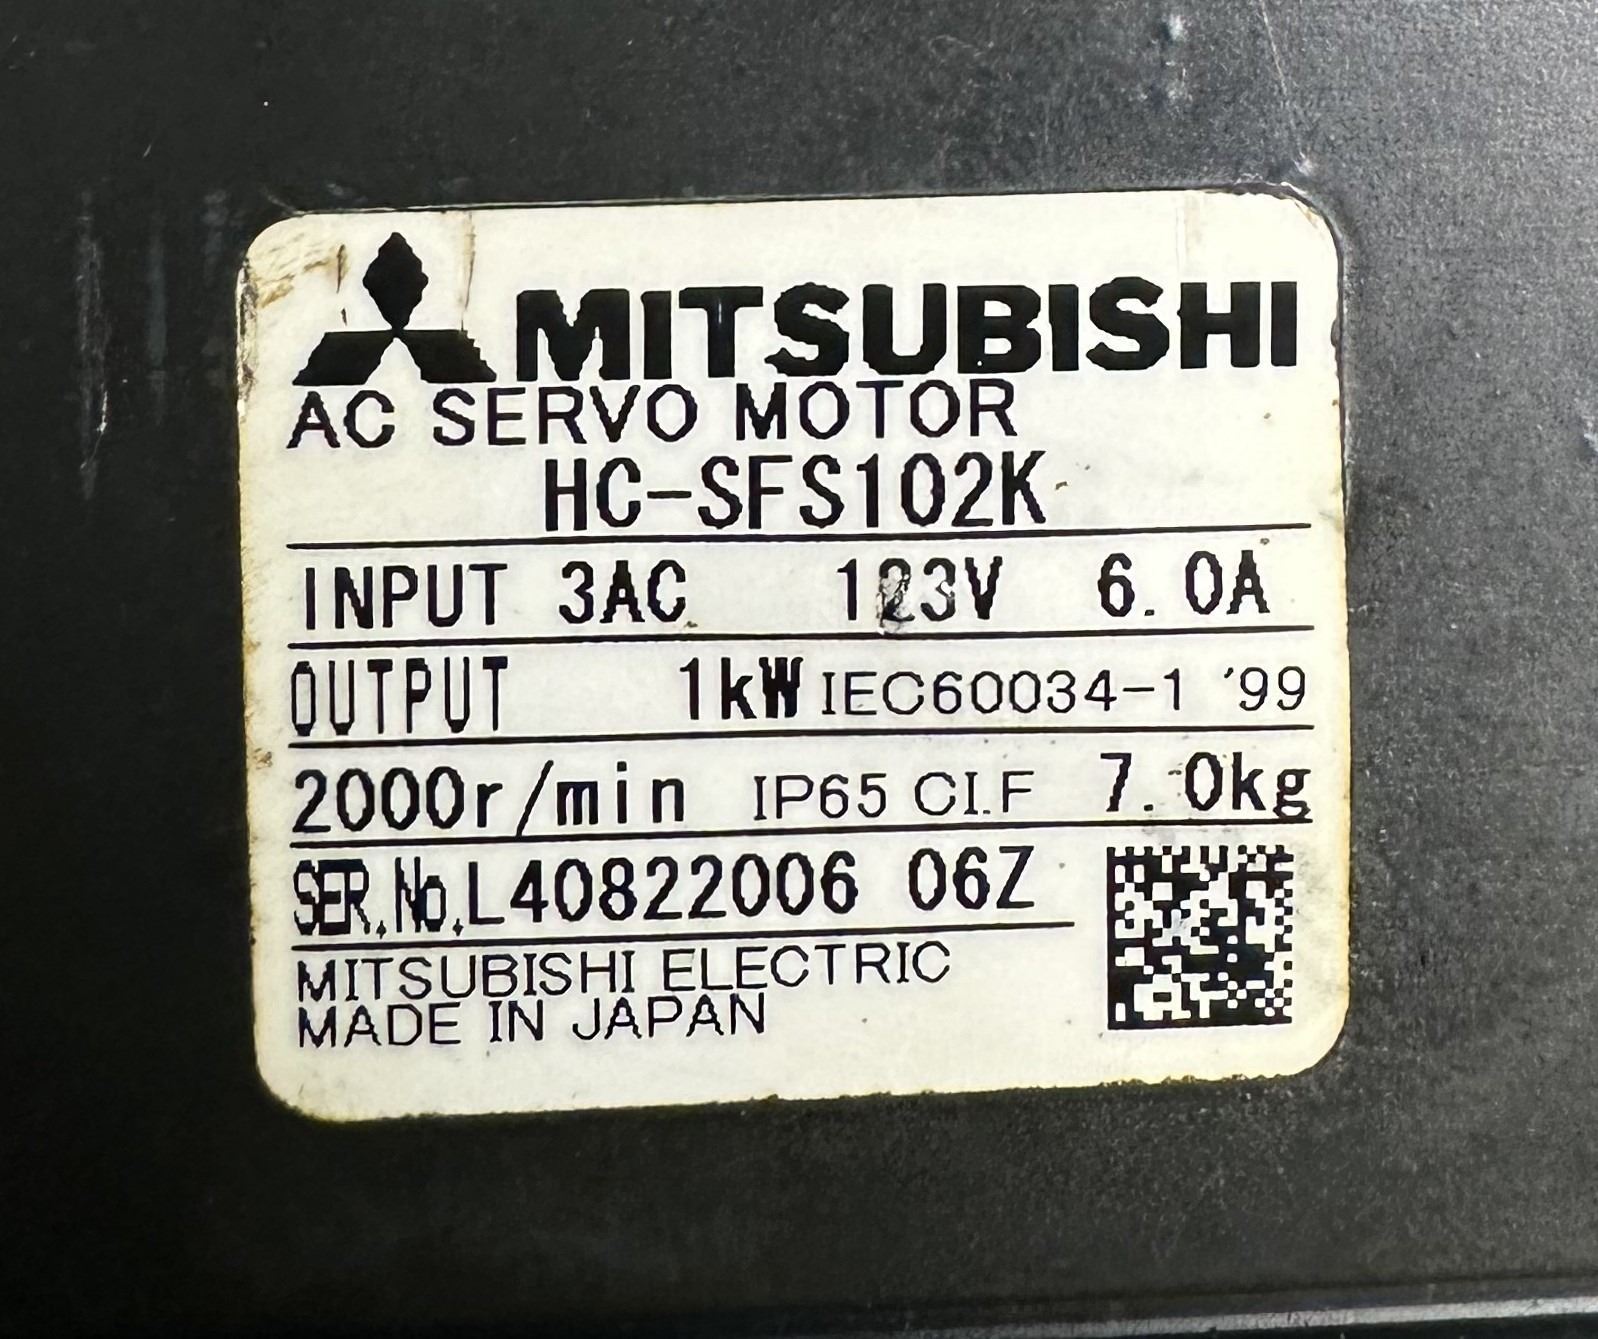 MITSUBISHI
AC SERVO MOTOR
HC-SFS102K
INPUT 3AC 123V 6.0A
OUTPUT 1kW IEC60034-1 '99
2000r/min IP65 CI.F 7.0kg
SER.No.L40822006 06Z
MITSUBISHI ELECTRIC
MADE IN JAPAN